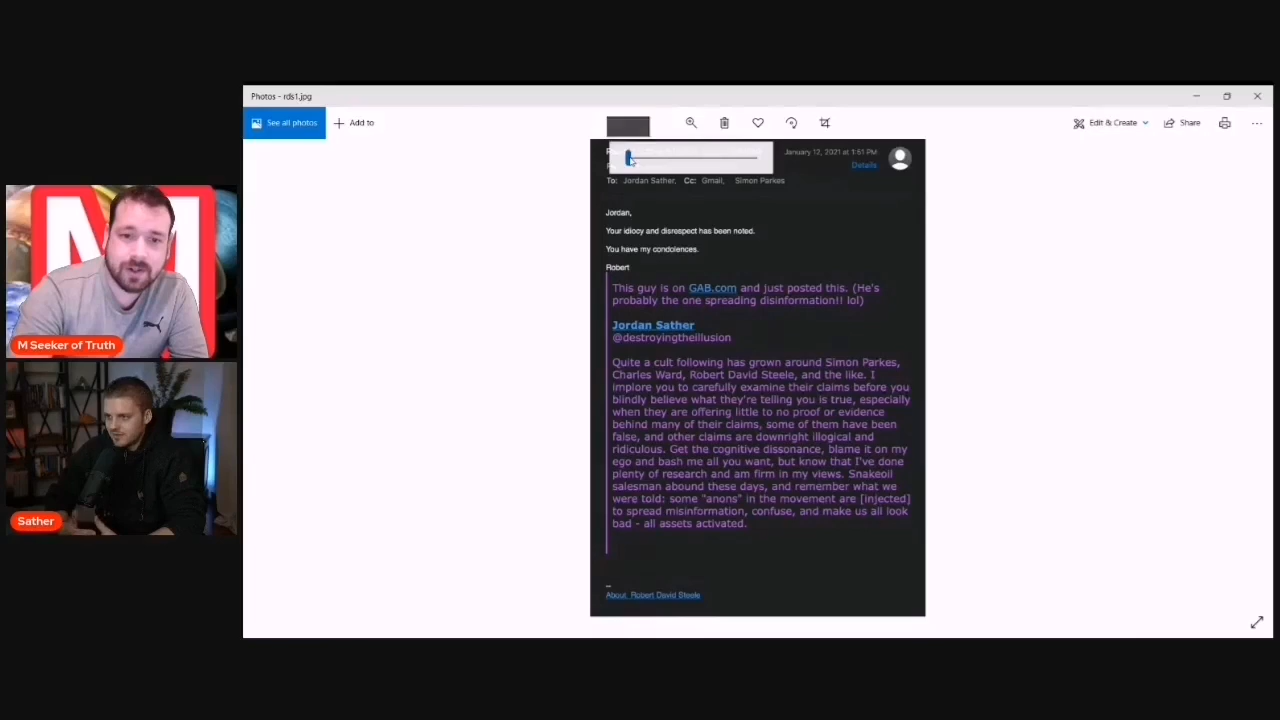 Photos - rds1.jpg
See all photos
Add to
Edit & Create
Share
January 12, 2021 at 1:51 PM
Details
To: Jordan Sather, Cc: Gmail, Simon Parkes
Jordan,
Your idiocy and disrespect has been noted.
You have my condolences.
Robert
This guy is on GAB.com and just posted this. (He's
probably the one spreading disinformation!! lol)
Jordan Sather
@destroyingtheillusion
Quite a cult following has grown around Simon Parkes,
Charles Ward, Robert David Steele, and the like. I
implore you to carefully examine their claims before you
blindly believe what they're telling you is true, especially
when they are offering little to no proof or evidence
behind many of their claims, some of them have been
false, and other claims are downright illogical and
ridiculous. Get the cognitive dissonance, blame it on my
ego and bash me all you want, but know that I've done
plenty of research and am firm in my views. Snakeoil
salesman abound these days, and remember what we
were told: some "anons" in the movement are [injected]
to spread misinformation, confuse, and make us all look
bad - all assets activated.
--
About Robert David Steele
M
M Seeker of Truth
Sather